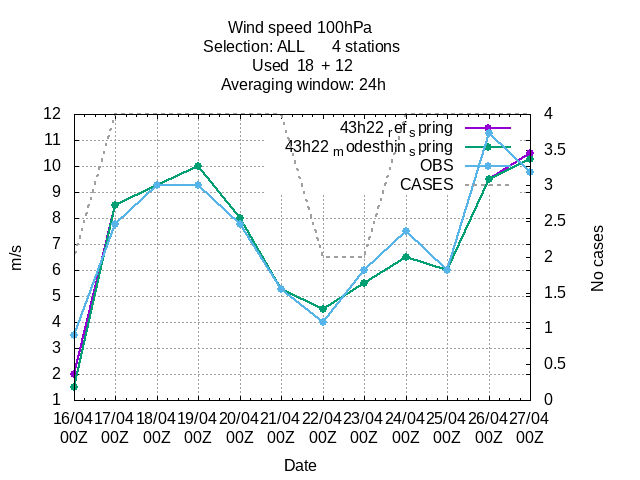 Wind speed 100hPa
Selection: ALL 4 stations
Used 18 + 12
Averaging window: 24h
43h22 refspring
43h22 modesthinspring
OBS
CASES
12
11
10
9
8
7
6
5
4
3
2
1
m/s
4
3.5
3
2.5
2
1.5
1
0.5
0
No cases
16/04 17/04 18/04 19/04 20/04 21/04 22/04 23/04 24/04 25/04 26/04 27/04
00Z 00Z 00Z 00Z 00Z 00Z 00Z 00Z 00Z 00Z 00Z 00Z
Date